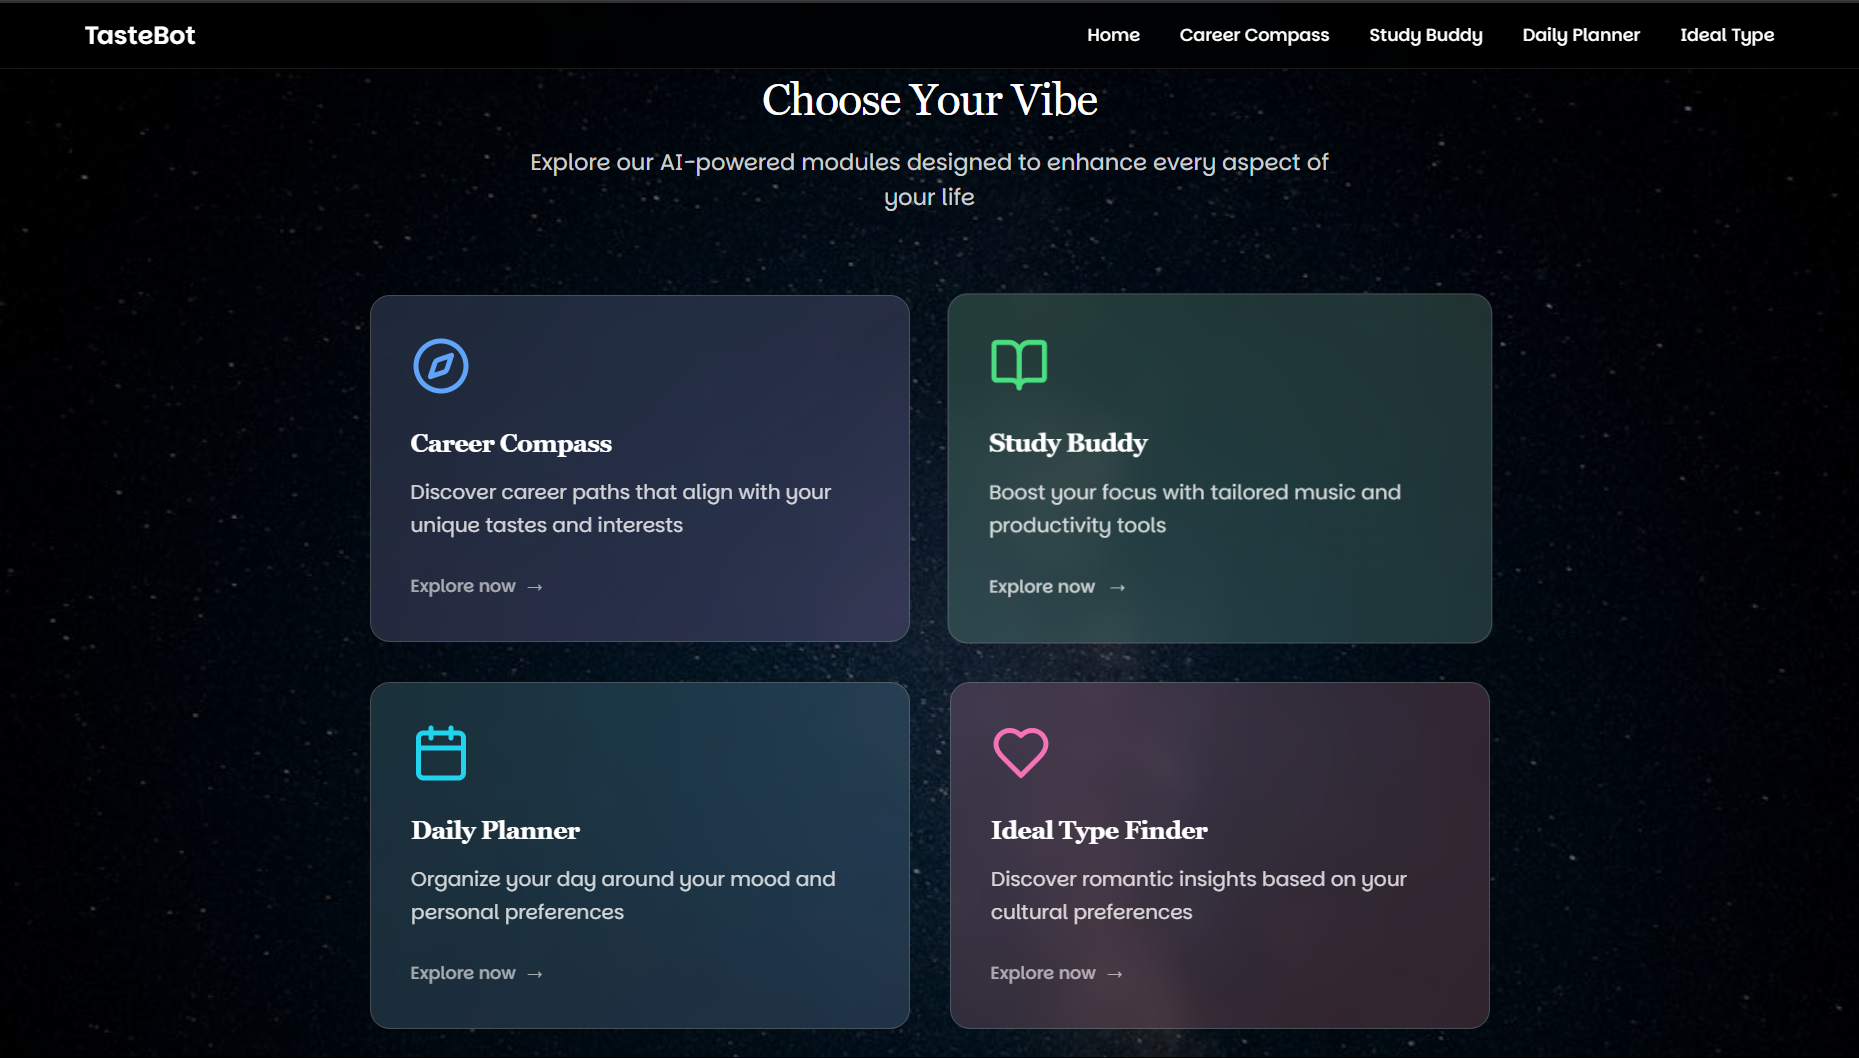 TasteBot
Home
Career Compass
Study Buddy
Daily Planner
Ideal Type
Choose Your Vibe
Explore our AI-powered modules designed to enhance every aspect of
your life
Career Compass
Discover career paths that align with your
unique tastes and interests
Explore now →
Study Buddy
Boost your focus with tailored music and
productivity tools
Explore now →
Daily Planner
Organize your day around your mood and
personal preferences
Explore now →
Ideal Type Finder
Discover romantic insights based on your
cultural preferences
Explore now →